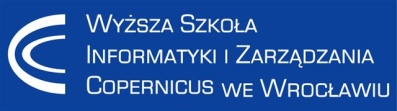 Wyższa Szkoła
Informatyki i Zarządzania
Copernicus we Wrocławiu